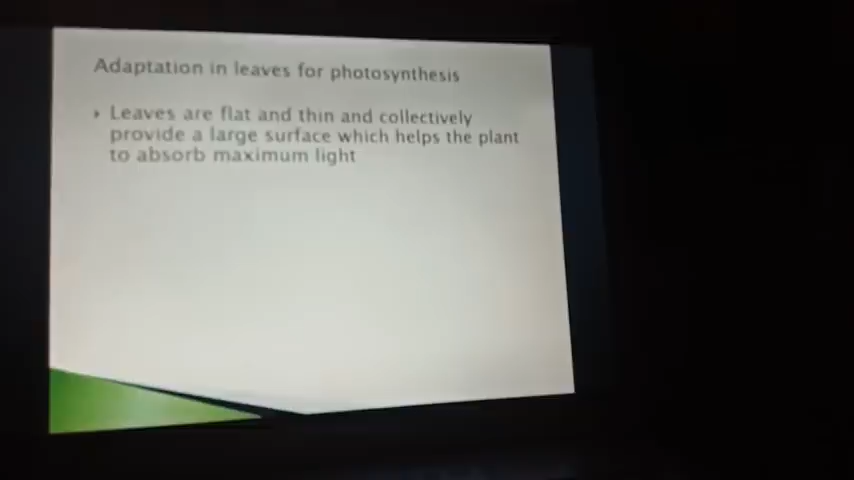 Adaptation in leaves for photosynthesis
Leaves are flat and thin and collectively
provide a large surface which helps the plant
to absorb maximum light